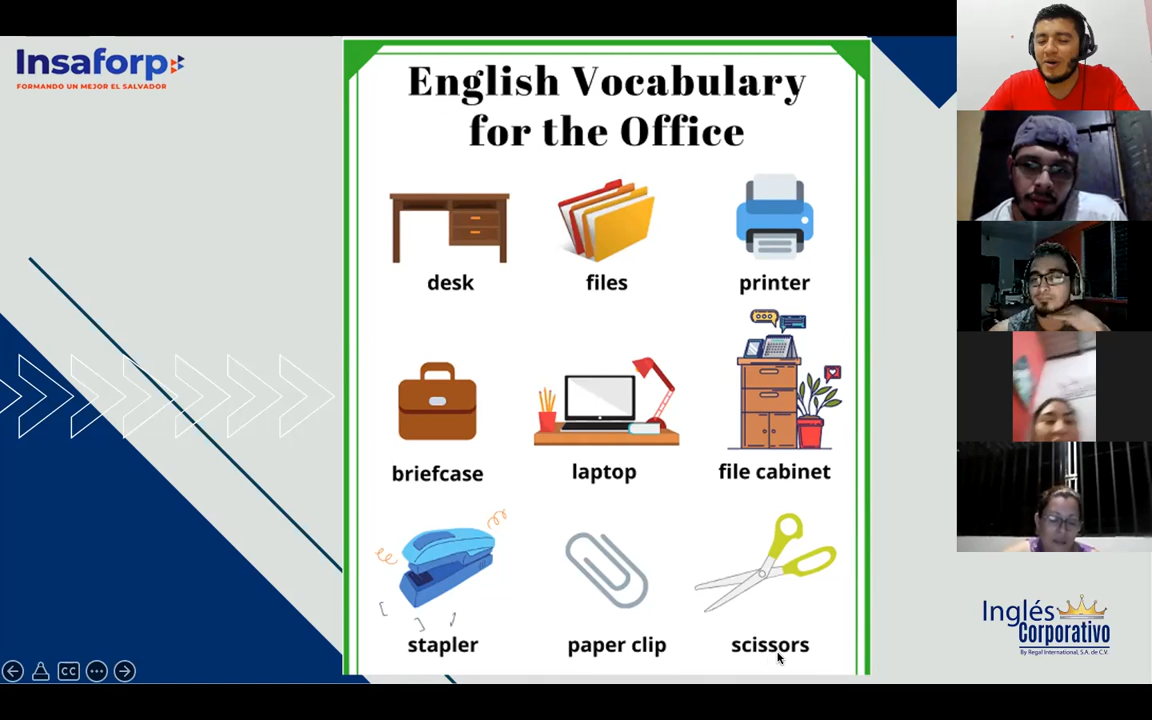 Insaforp
FORMANDO UN MEJOR EL SALVADOR
English Vocabulary
for the Office
desk files printer
briefcase laptop file cabinet
stapler paper clip scissors
CC
Inglés
Corporativo
By Regal International, S.A. de C.V.